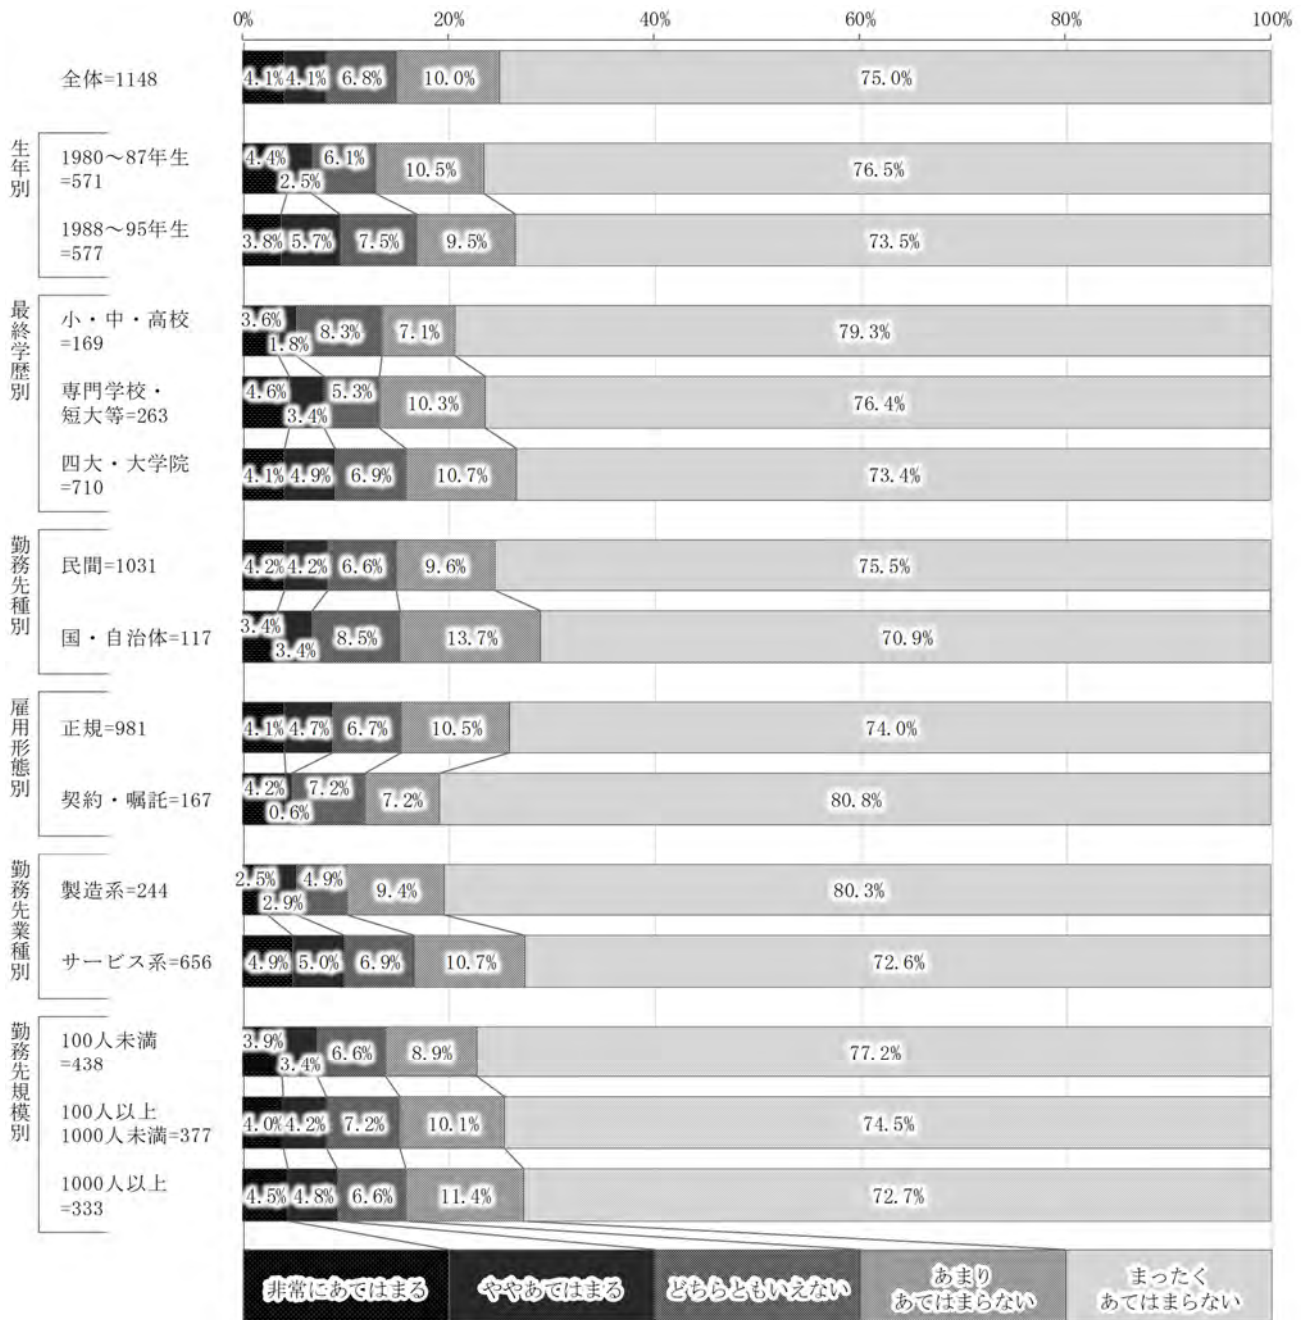 0% 20% 40% 60% 80% 100%
全体=1148 4.1% 4.1% 6.8% 10.0% 75.0%
生年別
1980～87年生
=571
4.4% 2.5% 6.1% 10.5% 76.5%
1988～95年生
=577
3.8% 5.7% 7.5% 9.5% 73.5%
最終学歴別
小・中・高校
=169
3.6% 1.8% 8.3% 7.1% 79.3%
専門学校・
短大等=263
4.6% 3.4% 5.3% 10.3% 76.4%
四大・大学院
=710
4.1% 4.9% 6.9% 10.7% 73.4%
勤務先種別
民間=1031 4.2% 4.2% 6.6% 9.6% 75.5%
国・自治体=117 3.4% 3.4% 8.5% 13.7% 70.9%
雇用形態別
正規=981 4.1% 4.7% 6.7% 10.5% 74.0%
契約・嘱託=167 4.2% 0.6% 7.2% 7.2% 80.8%
勤務先業種別
製造系=244 2.5% 2.9% 4.9% 9.4% 80.3%
サービス系=656 4.9% 5.0% 6.9% 10.7% 72.6%
勤務先規模別
100人未満
=438
3.9% 3.4% 6.6% 8.9% 77.2%
100人以上
1000人未満=377
4.0% 4.2% 7.2% 10.1% 74.5%
1000人以上
=333
4.5% 4.8% 6.6% 11.4% 72.7%
非常にあてはまる
ややあてはまる
どちらともいえない
あまり
あてはまらない
まったく
あてはまらない